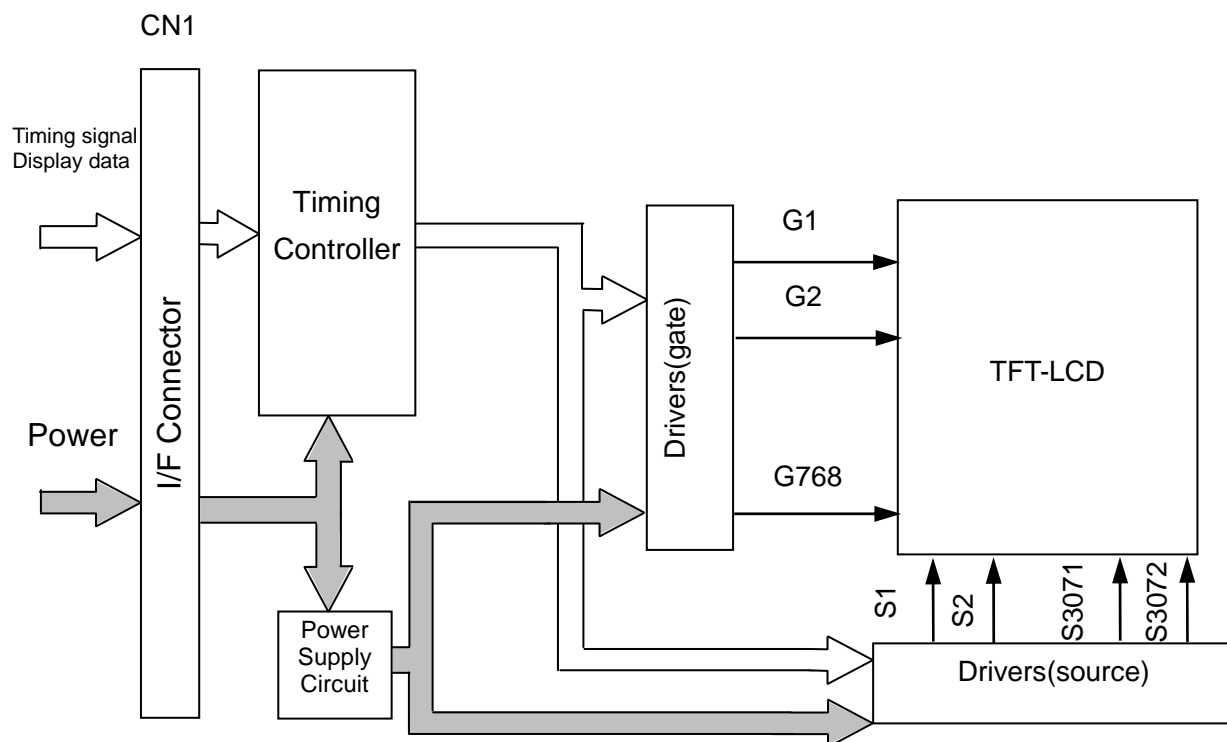 CN1
Timing signal
Display data
Power
I/F Connector
Timing
Controller
Power
Supply
Circuit
Drivers(gate)
G1
G2
G768
TFT-LCD
S1
S2
S3071
S3072
Drivers(source)